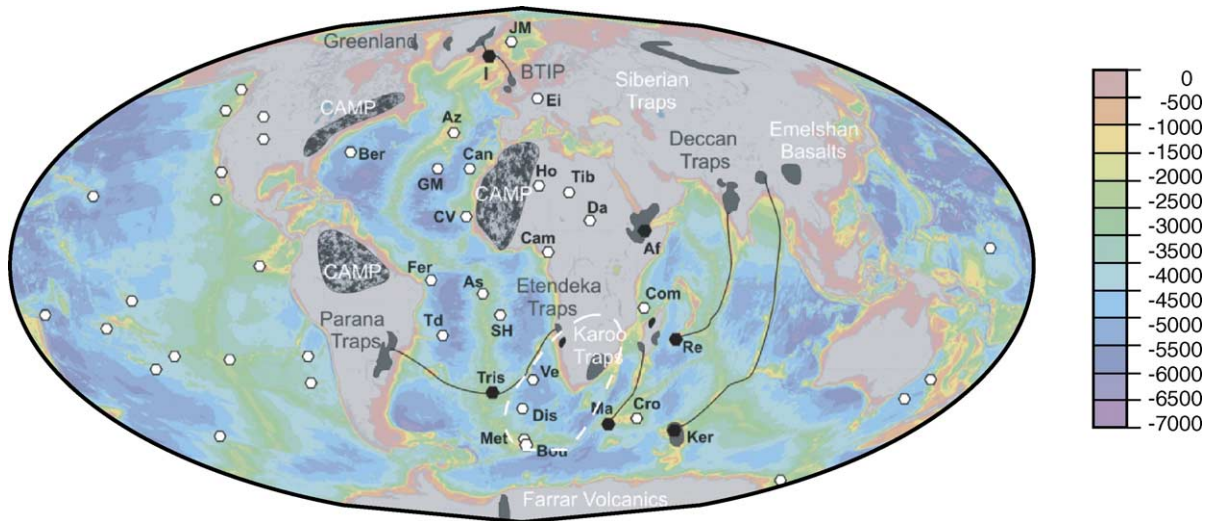 JM
Greenland
I
BTIP
Siberian
Traps
Ei
CAMP
Az
Deccan
Traps
Emelshan
Basalts
Ber
Can
GM
CAMP
Ho
Tib
CV
Da
Cam
Af
CAMP
Fer
As
Etendeka
Traps
Com
Parana
Traps
Td
SH
Karoo
Traps
Re
Tris
Ve
Dis
Ma
Cro
Met
Bou
Ker
Farrar Volcanics
0
-500
-1000
-1500
-2000
-2500
-3000
-3500
-4000
-4500
-5000
-5500
-6000
-6500
-7000